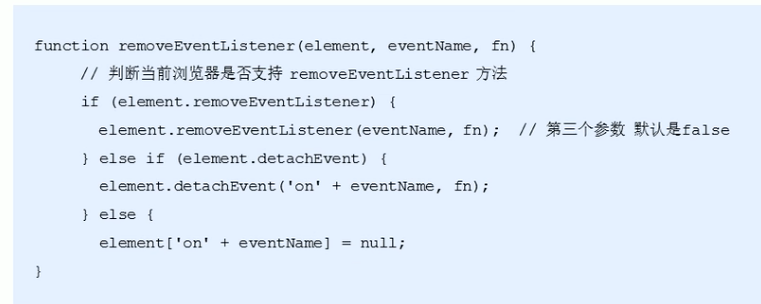 function removeEventListener(element, eventName, fn) {
// 判断当前浏览器是否支持 removeEventListener 方法
if (element.removeEventListener) {
element.removeEventListener(eventName, fn); // 第三个参数 默认是false
} else if (element.detachEvent) {
element.detachEvent('on' + eventName, fn);
} else {
element['on' + eventName] = null;
}